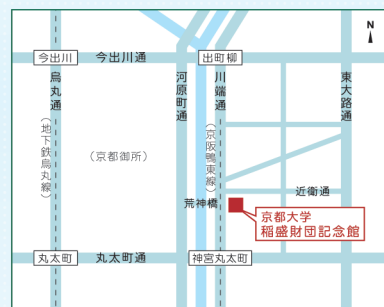 N
今出川
今出川通
出町柳
烏丸通
(地下鉄烏丸線)
(京都御所)
河原町通
川端通
(京阪鴨東線)
東大路通
近衛通
荒神橋
京都大学
稲盛財団記念館
丸太町
丸太町通
神宮丸太町